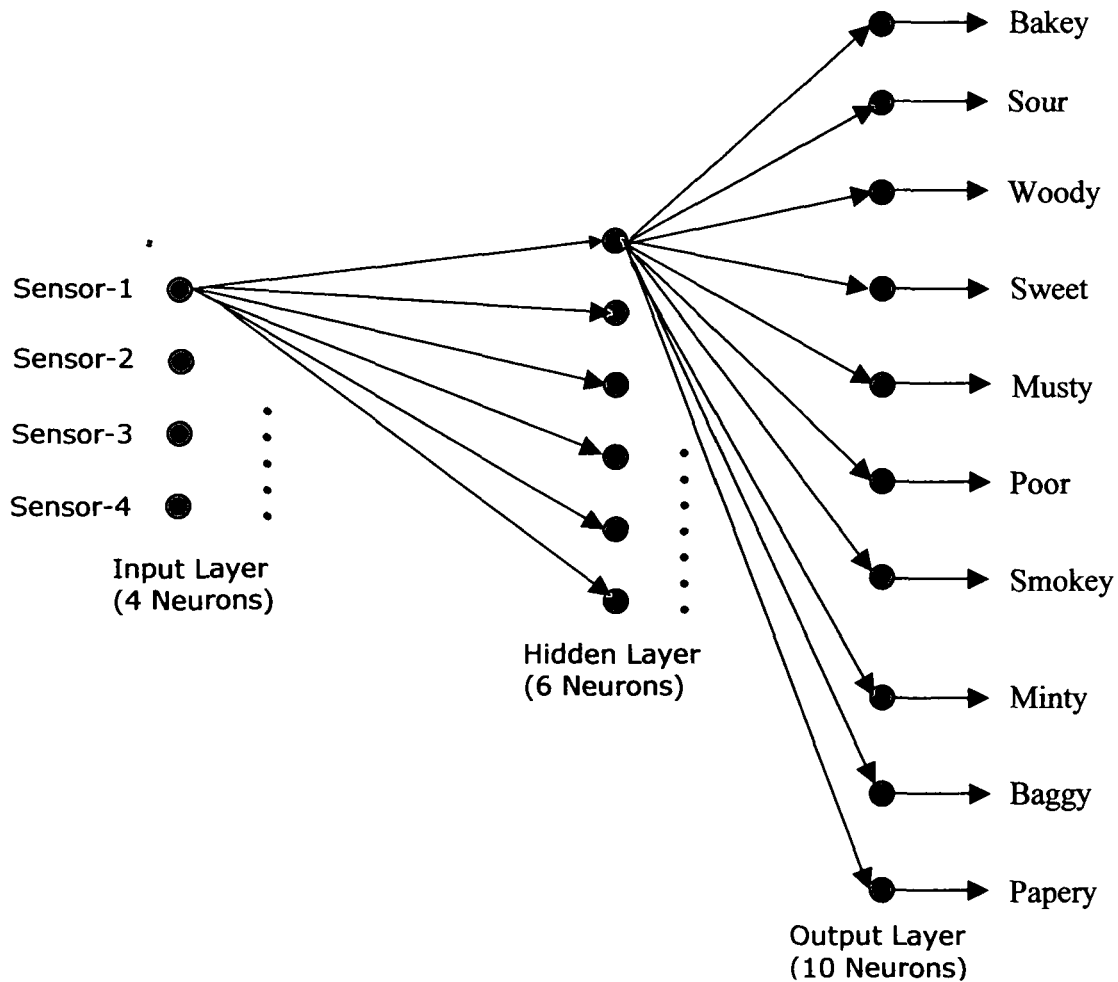 Sensor-1
Sensor-2
Sensor-3
Sensor-4
Input Layer
(4 Neurons)
Hidden Layer
(6 Neurons)
Bakey
Sour
Woody
Sweet
Musty
Poor
Smokey
Minty
Baggy
Papery
Output Layer
(10 Neurons)